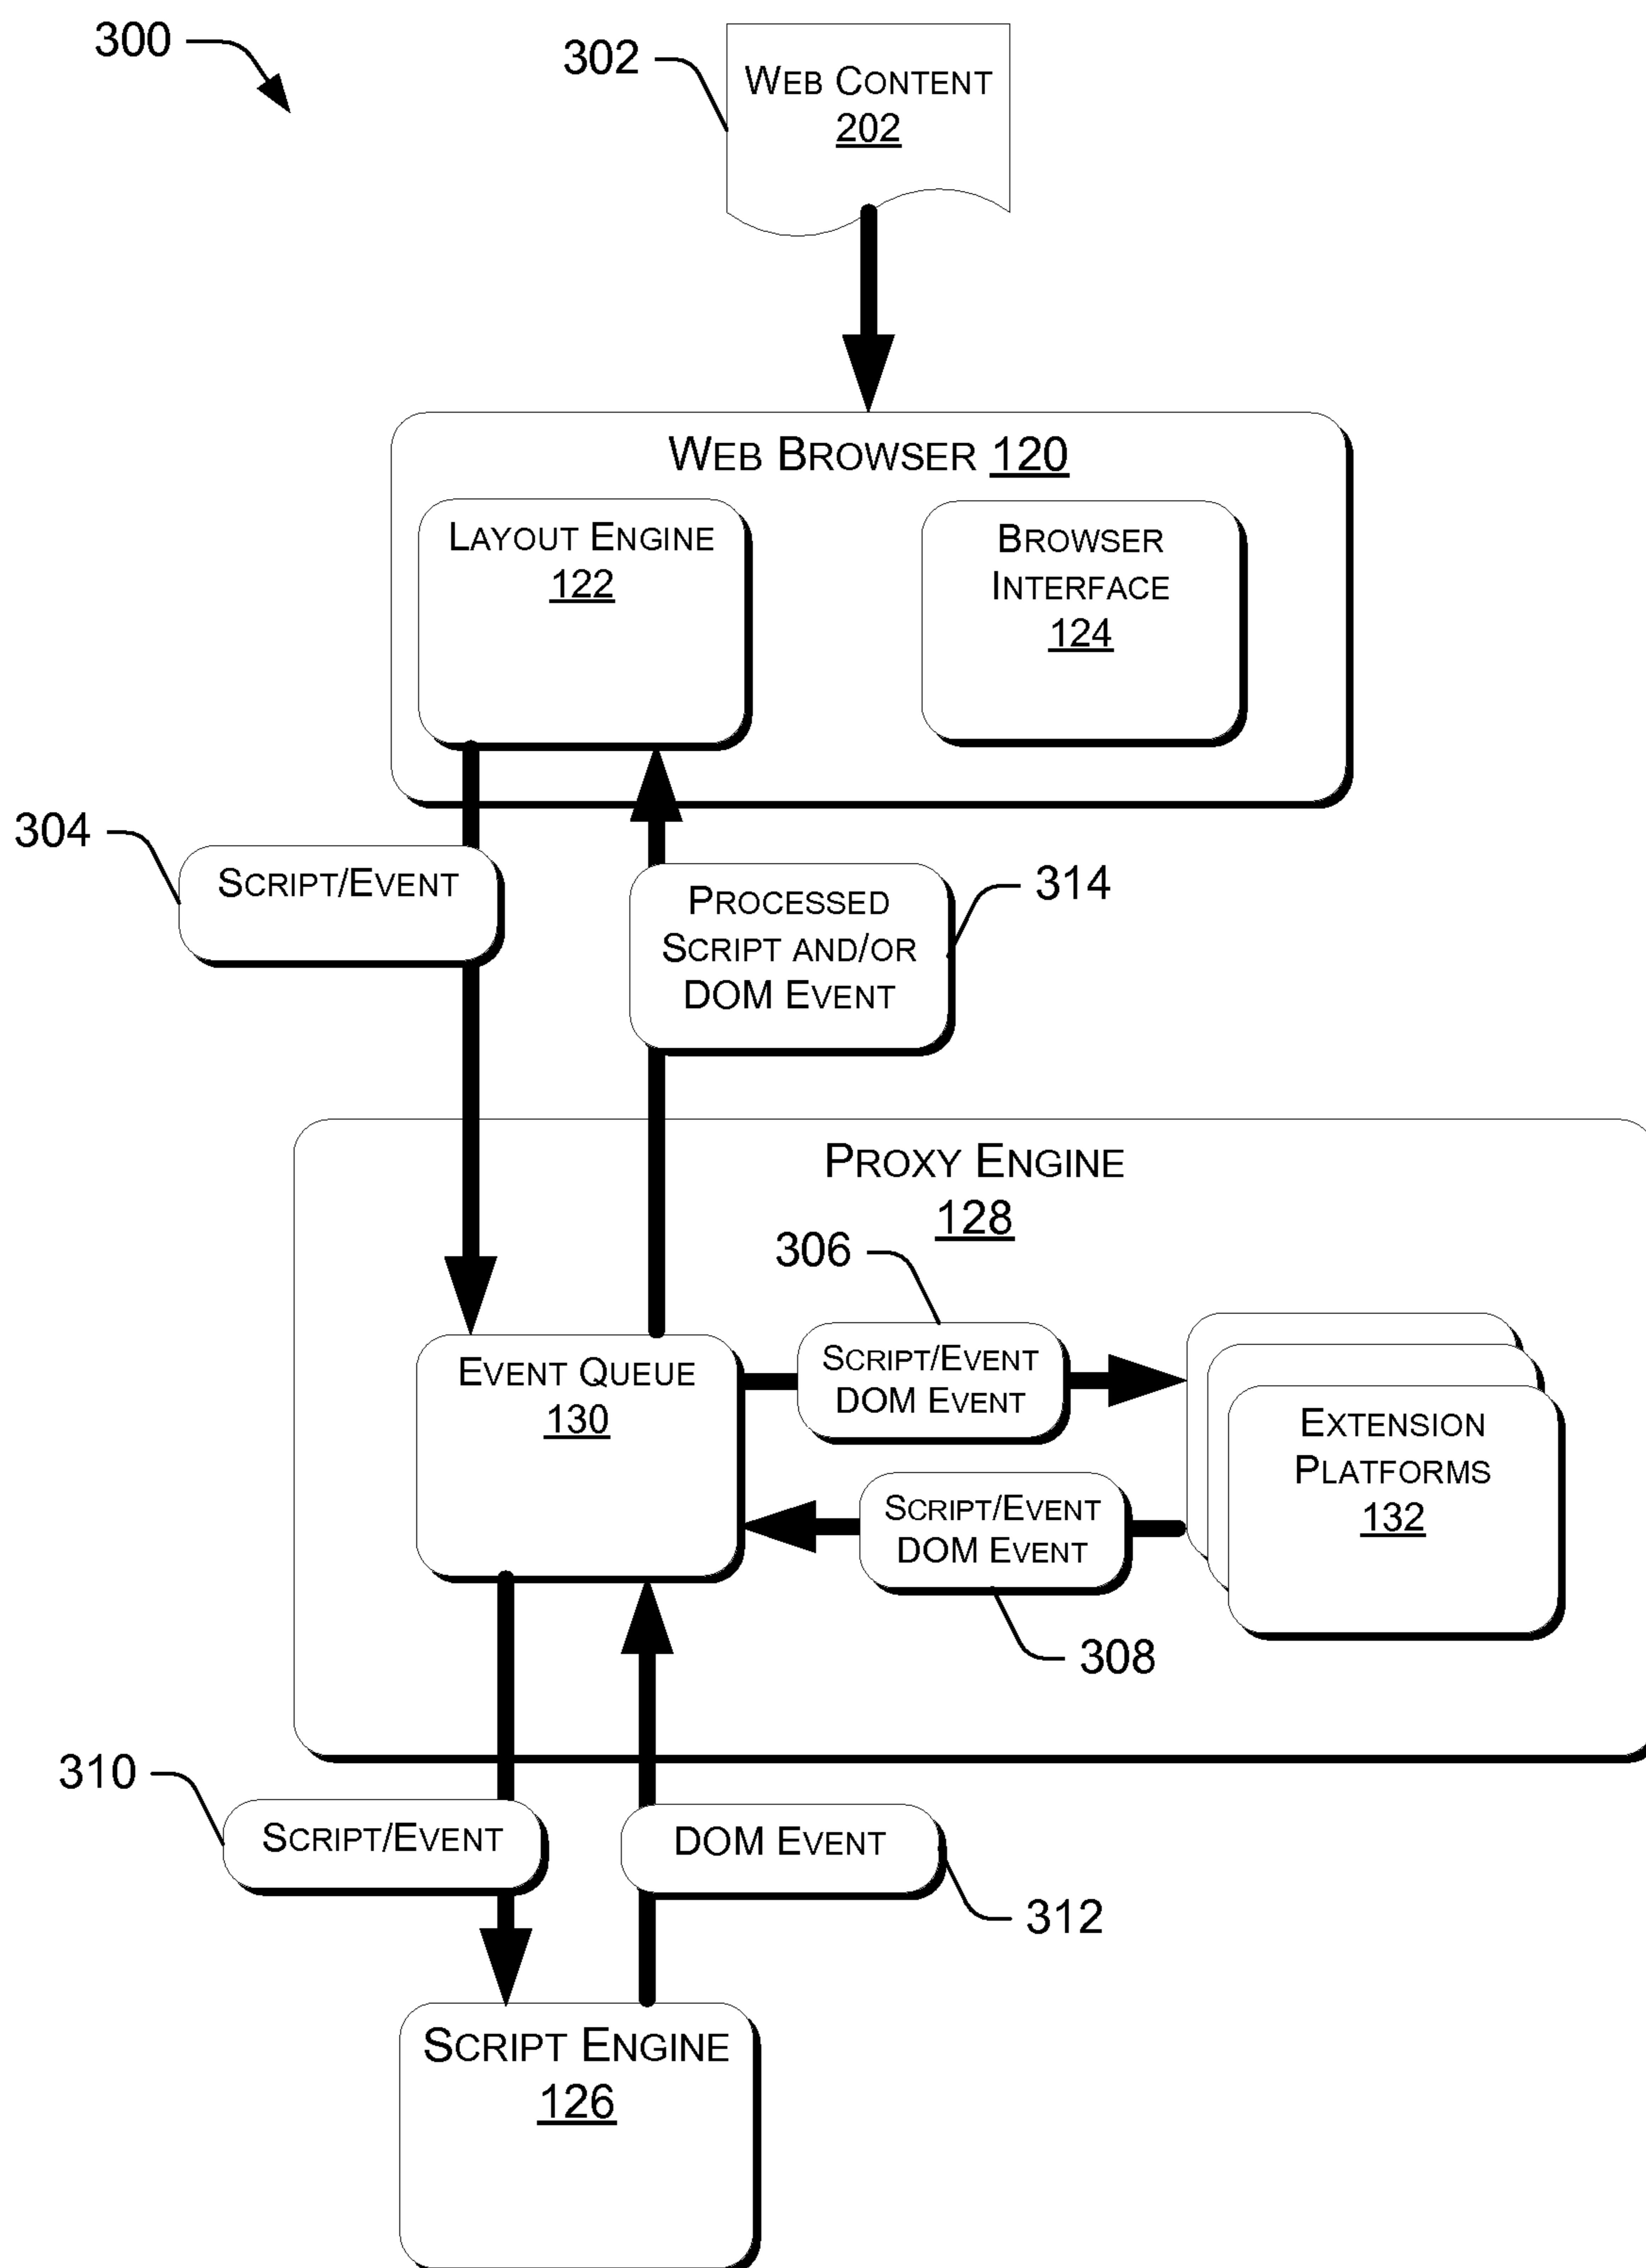 300
302
WEB CONTENT
202
WEB BROWSER 120
LAYOUT ENGINE
122
BROWSER
INTERFACE
124
304
SCRIPT/EVENT
PROCESSED
SCRIPT AND/OR
DOM EVENT
314
PROXY ENGINE
128
306
EVENT QUEUE
130
SCRIPT/EVENT
DOM EVENT
EXTENSION
PLATFORMS
132
SCRIPT/EVENT
DOM EVENT
308
310
SCRIPT/EVENT
DOM EVENT
312
SCRIPT ENGINE
126